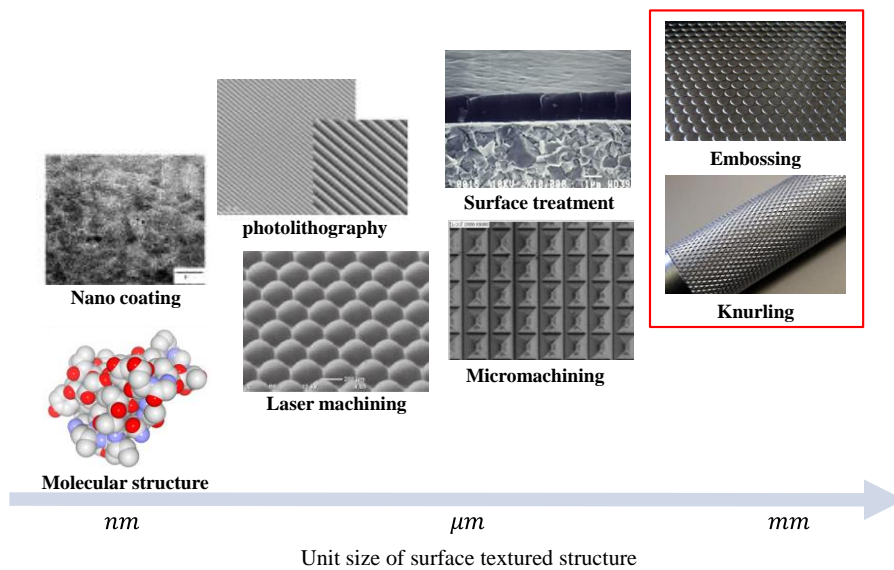 Embossing
Surface treatment
photolithography
Nano coating
Knurling
Laser machining
Micromachining
Molecular structure
nm
μm
mm
Unit size of surface textured structure